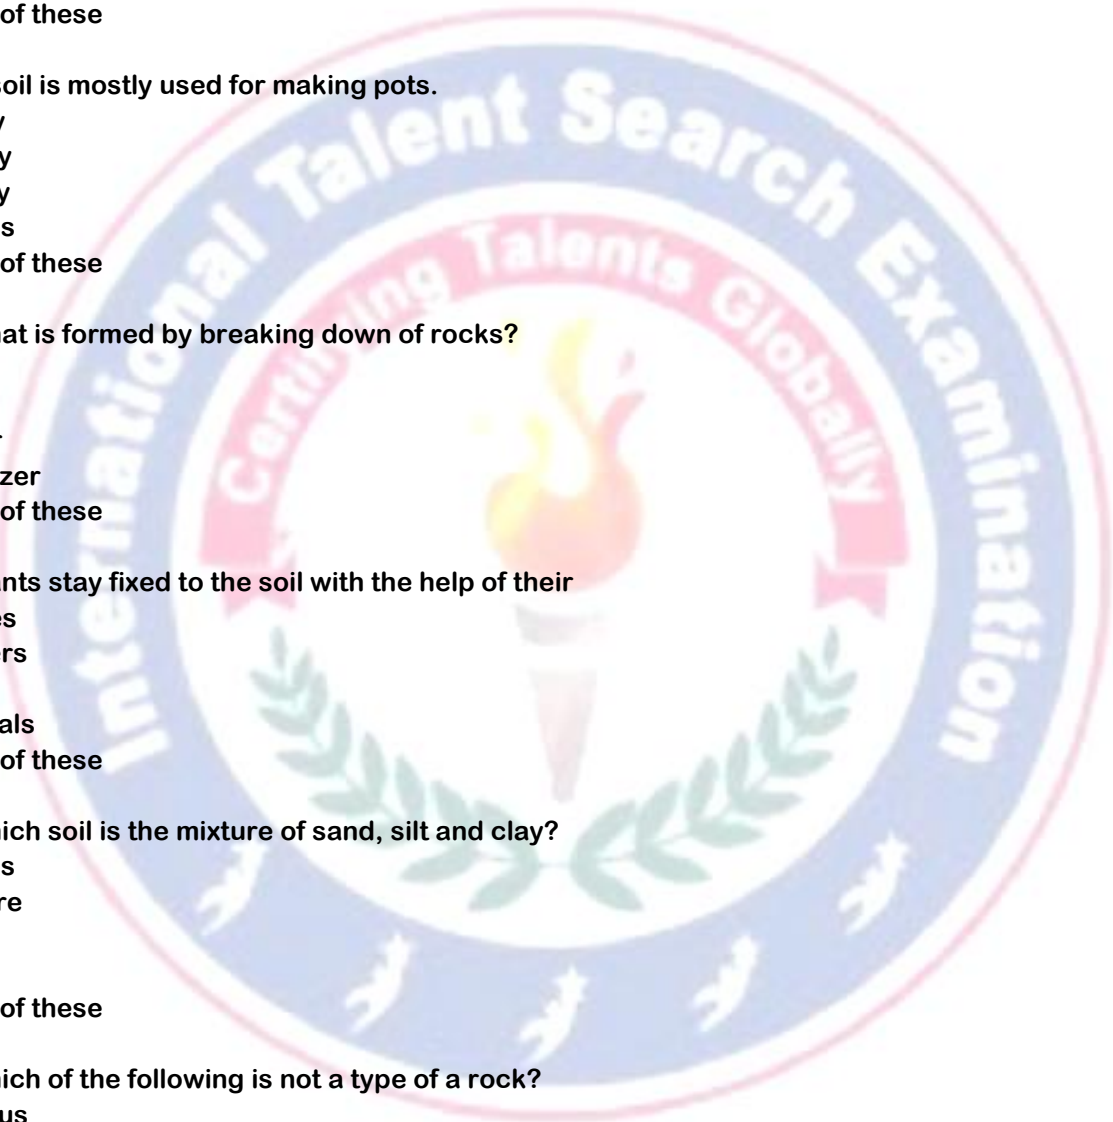 of these
soil is mostly used for making pots.
y
y
y
s
of these
at is formed by breaking down of rocks?
zer
of these
nts stay fixed to the soil with the help of their
es
ers
als
of these
ich soil is the mixture of sand, silt and clay?
s
re
of these
ich of the following is not a type of a rock?
us
International Talent Search Examination
Certifying Talents Globally